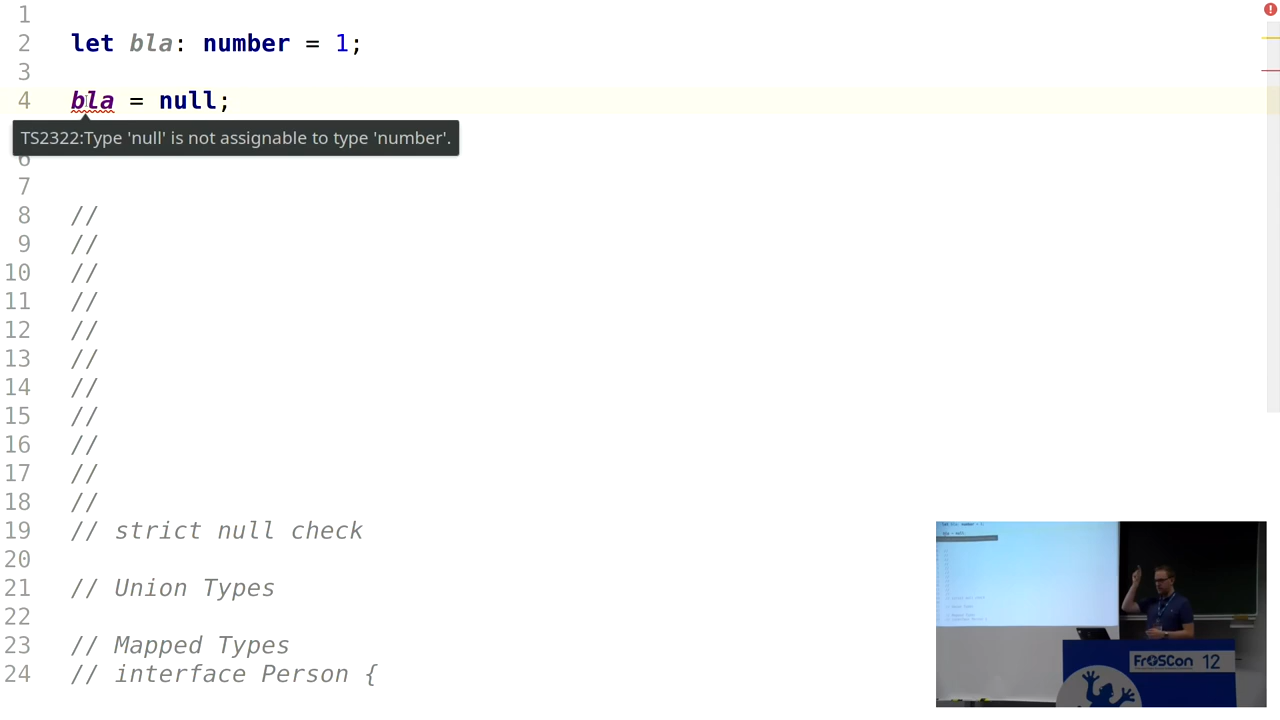 1
2 let bla: number = 1;
3
4 bla = null;
TS2322:Type 'null' is not assignable to type 'number'.
6
7
8 //
9 //
10 //
11 //
12 //
13 //
14 //
15 //
16 //
17 //
18 //
19 // strict null check
20
21 // Union Types
22
23 // Mapped Types
24 // interface Person {
FrOSCon 12